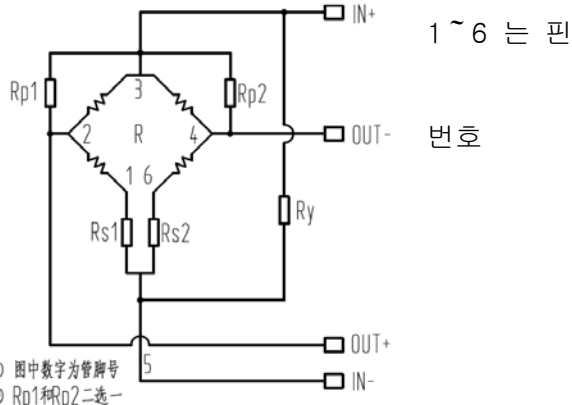 IN+
1~6 는 핀
Rp1
3
Rp2
2
R
4
OUT-
번호
1 6
Rs1
Rs2
Ry
OUT+
5
图中数字为管脚号
IN-
Rp1和Rp2二选一